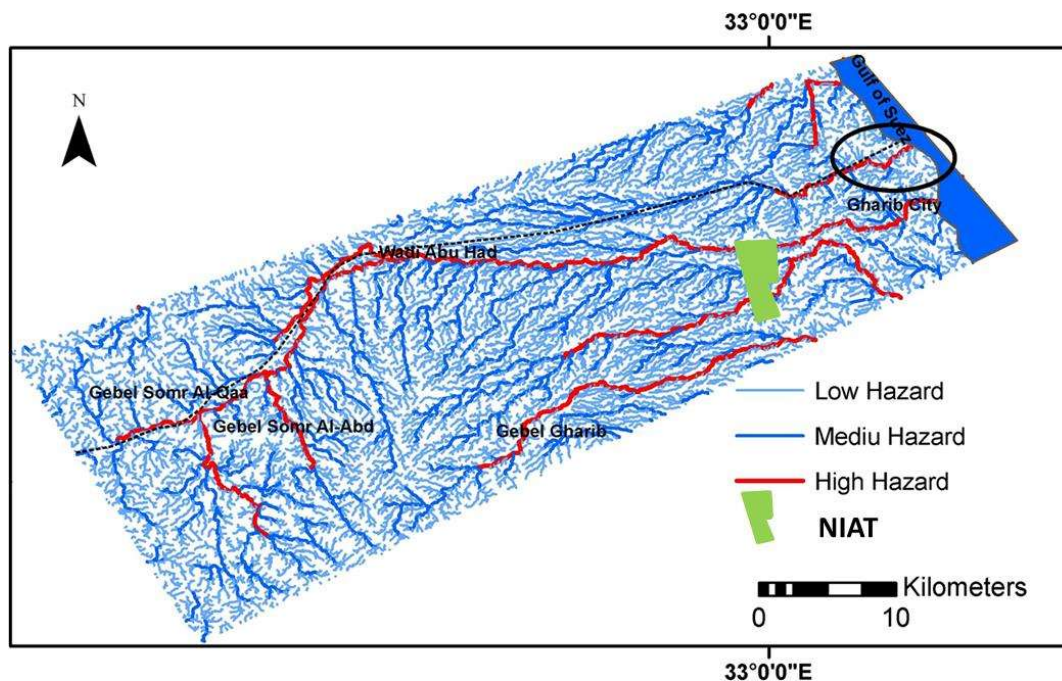 33°0'0"E
N
Gulf of Suez
Gharib City
Wadi Abu Had
Gebel Somr Al-Qaa
Gebel Somr Al-Abd
Gebel Gharib
Low Hazard
Mediu Hazard
High Hazard
NIAT
Kilometers
0 10
33°0'0"E